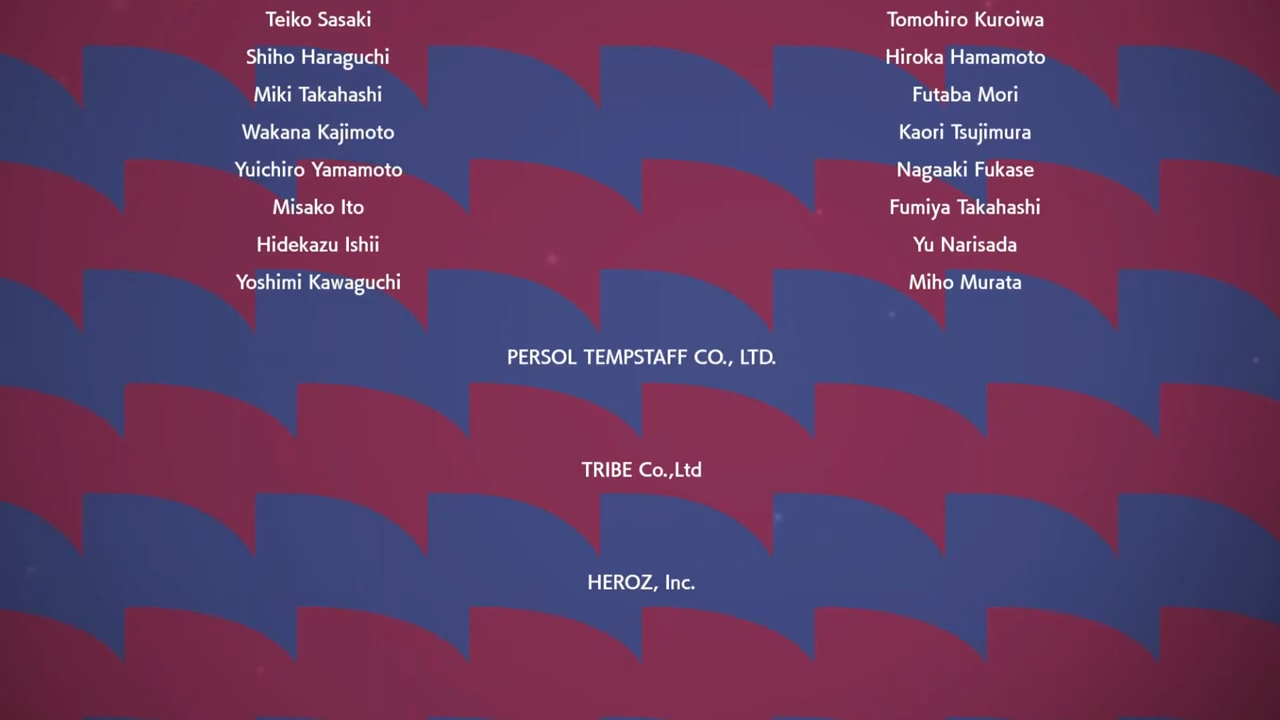 Teiko Sasaki Tomohiro Kuroiwa
Shiho Haraguchi Hiroka Hamamoto
Miki Takahashi Futaba Mori
Wakana Kajimoto Kaori Tsujimura
Yuichiro Yamamoto Nagaaki Fukase
Misako Ito Fumiya Takahashi
Hidekazu Ishii Yu Narisada
Yoshimi Kawaguchi Miho Murata
PERSOL TEMPSTAFF CO., LTD.
TRIBE Co.,Ltd
HEROZ, Inc.